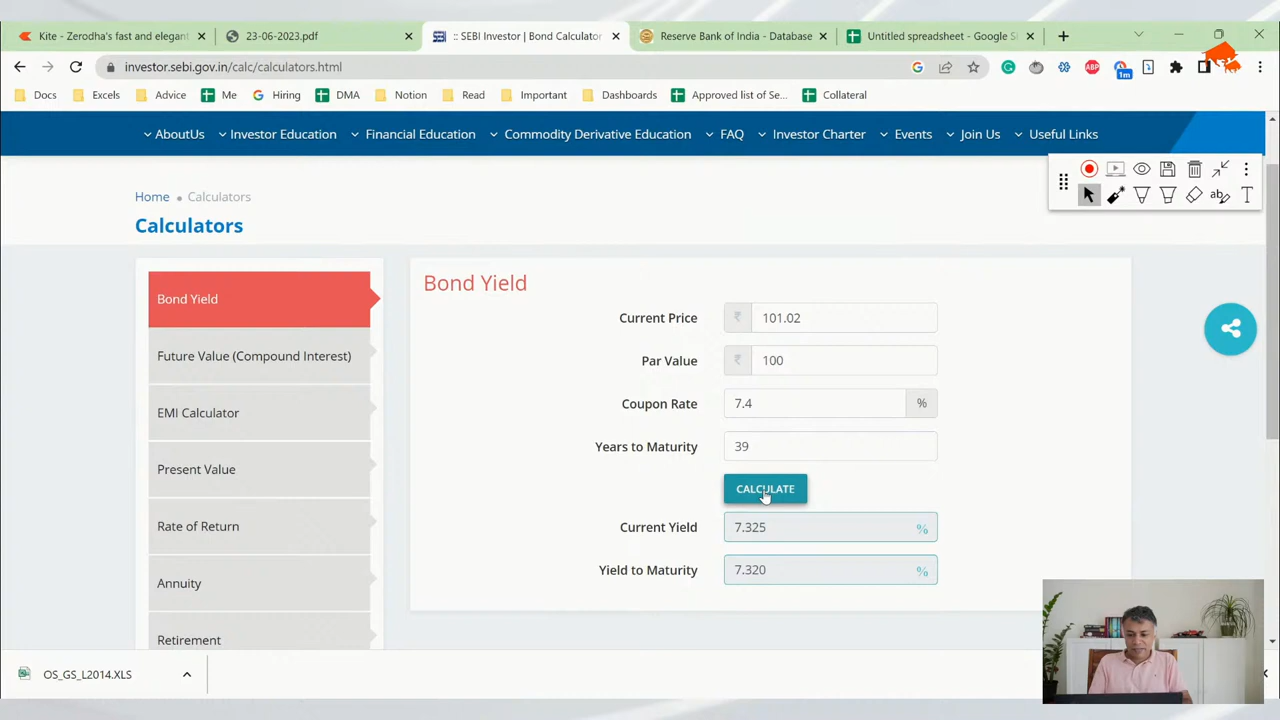 Kite - Zerodha's fast and elegant
23-06-2023.pdf
:: SEBI Investor | Bond Calculator
Reserve Bank of India - Database
Untitled spreadsheet - Google S
investor.sebi.gov.in/calc/calculators.html
ABP
1m
Docs
Excels
Advice
Me
Hiring
DMA
Notion
Read
Important
Dashboards
Approved list of Se...
Collateral
AboutUs
Investor Education
Financial Education
Commodity Derivative Education
FAQ
Investor Charter
Events
Join Us
Useful Links
Home
Calculators
Calculators
Bond Yield
Future Value (Compound Interest)
EMI Calculator
Present Value
Rate of Return
Annuity
Retirement
Bond Yield
Current Price ₹ 101.02
Par Value ₹ 100
Coupon Rate 7.4 %
Years to Maturity 39
CALCULATE
Current Yield 7.325 %
Yield to Maturity 7.320 %
OS_GS_L2014.XLS